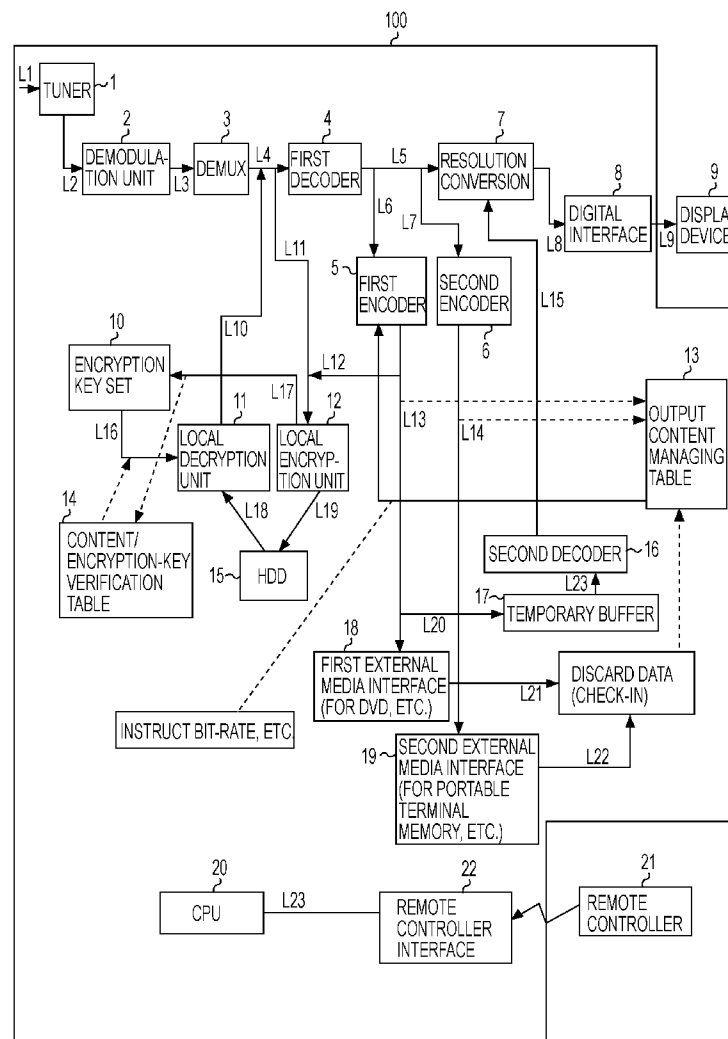 100
L1
TUNER
1
2
3
4
7
DEMODULA-
TION UNIT
DEMUX
L4
FIRST
DECODER
L5
RESOLUTION
CONVERSION
8
9
L2
L3
L6
L7
DIGITAL
INTERFACE
DISPLA
DEVICE
L8
L9
L11
5
FIRST
ENCODER
SECOND
ENCODER
6
L15
10
L10
ENCRYPTION
KEY SET
L12
13
L17
11
12
L13
L14
OUTPUT
CONTENT
MANAGING
TABLE
L16
LOCAL
DECRYPTION
UNIT
LOCAL
ENCRYP-
TION UNIT
14
L18
L19
CONTENT/
ENCRYPTION-KEY
VERIFICATION
TABLE
15
HDD
SECOND DECODER
16
L23
17
TEMPORARY BUFFER
L20
18
FIRST EXTERNAL
MEDIA INTERFACE
(FOR DVD, ETC.)
L21
DISCARD DATA
(CHECK-IN)
INSTRUCT BIT-RATE, ETC.
19
SECOND EXTERNAL
MEDIA INTERFACE
(FOR PORTABLE
TERMINAL
MEMORY, ETC.)
L22
20
CPU
L23
22
REMOTE
CONTROLLER
INTERFACE
21
REMOTE
CONTROLLER